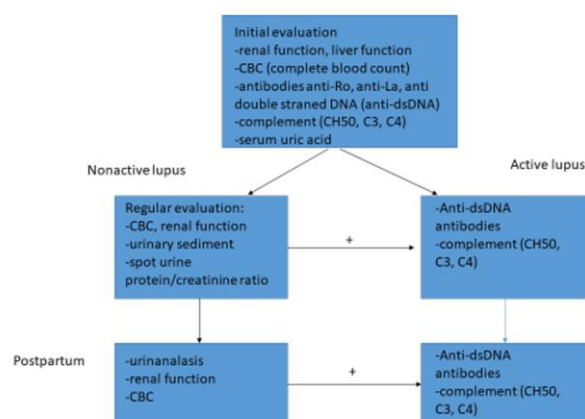 Initial evaluation
-renal function, liver function
-CBC (complete blood count)
-antibodies anti-Ro, anti-La, anti
double straned DNA (anti-dsDNA)
-complement (CH50, C3, C4)
-serum uric acid
Nonactive lupus
Active lupus
Regular evaluation:
-CBC, renal function
-urinary sediment
-spot urine
protein/creatinine ratio
+
-Anti-dsDNA
antibodies
-complement (CH50,
C3, C4)
Postpartum
-urinanalasis
-renal function
-CBC
+
-Anti-dsDNA
antibodies
-complement (CH50,
C3, C4)